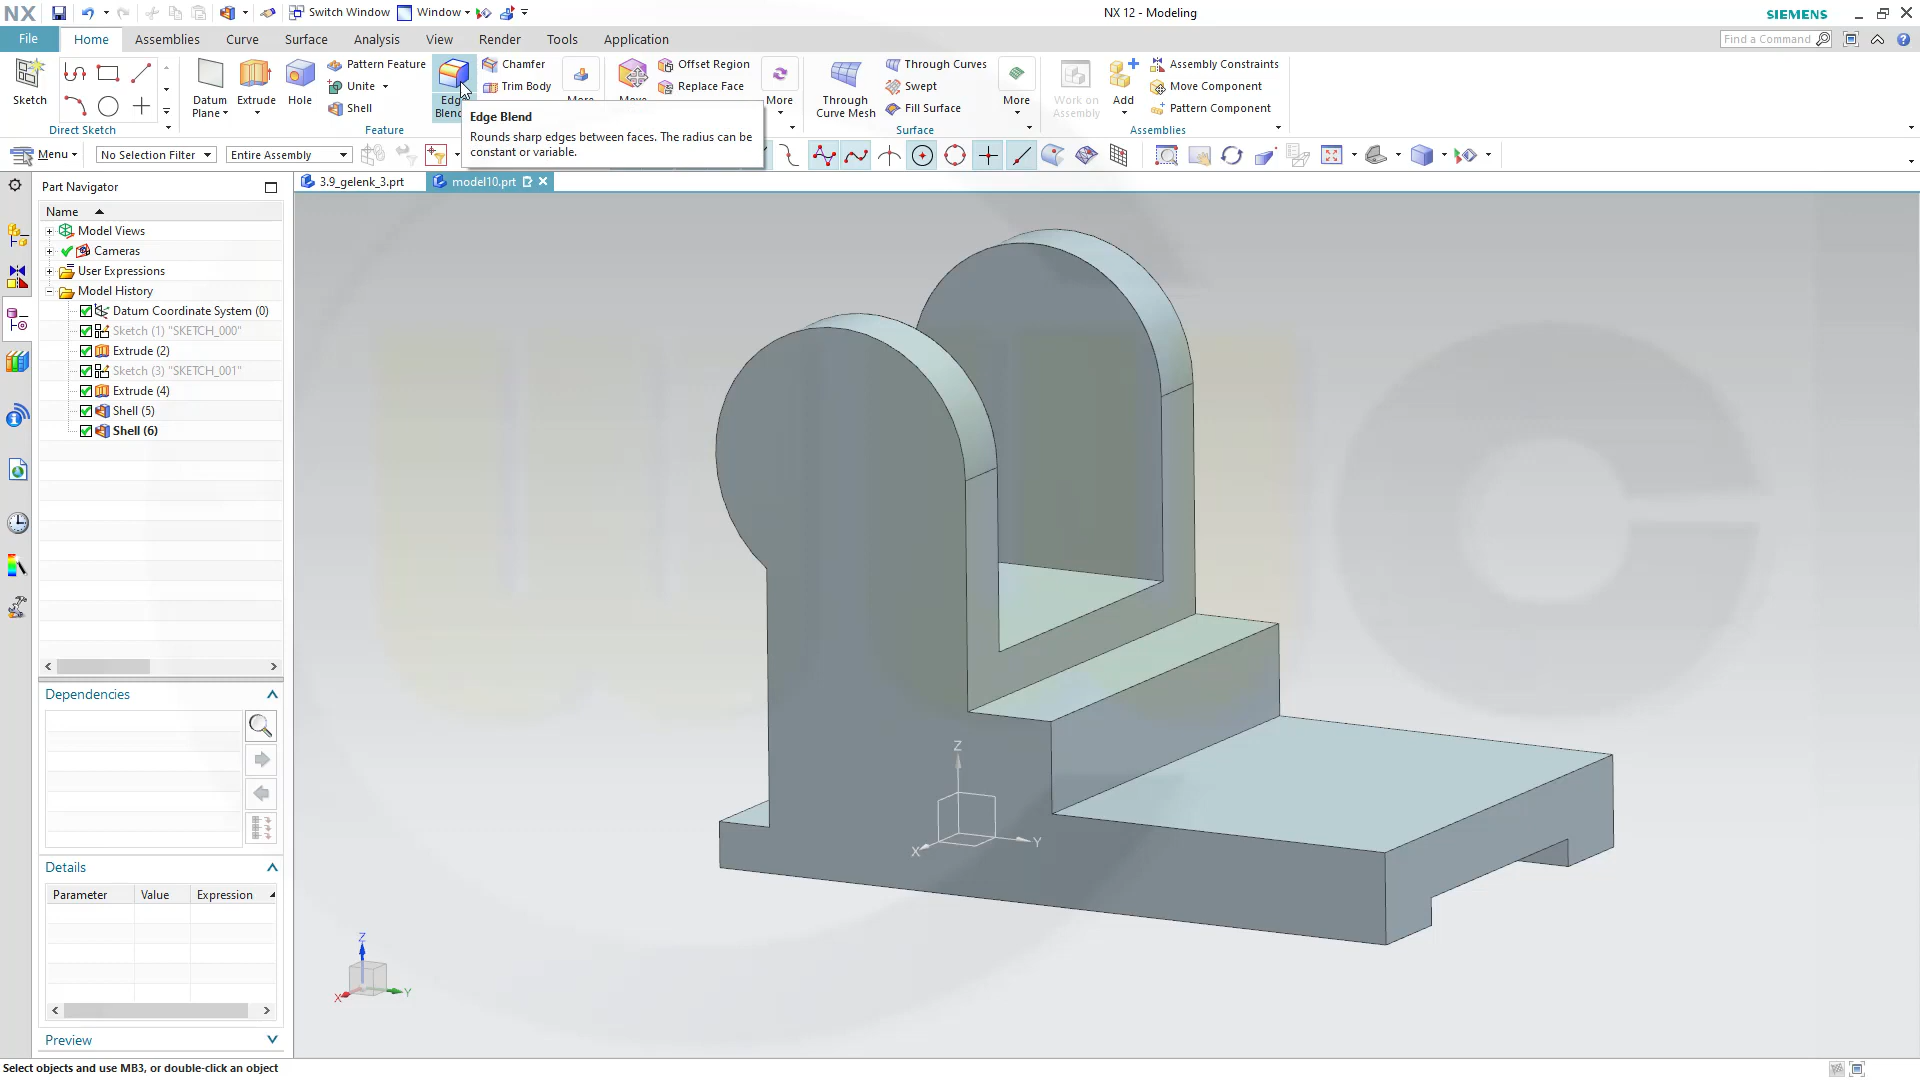 NX
Switch Window
Window
NX 12 - Modeling
SIEMENS
File
Home
Assemblies
Curve
Surface
Analysis
View
Render
Tools
Application
Find a Command
Sketch
Datum Plane
Extrude
Hole
Pattern Feature
Unite
Shell
Edge Blend
Chamfer
Trim Body
More
Move
Offset Region
Replace Face
More
Through Curve Mesh
Through Curves
Swept
Fill Surface
More
Work on Assembly
Add
Assembly Constraints
Move Component
Pattern Component
Direct Sketch
Feature
Surface
Assemblies
Edge Blend
Rounds sharp edges between faces. The radius can be
constant or variable.
Menu
No Selection Filter
Entire Assembly
Part Navigator
3.9_gelenk_3.prt
model10.prt
Name
Model Views
Cameras
User Expressions
Model History
Datum Coordinate System (0)
Sketch (1) "SKETCH_000"
Extrude (2)
Sketch (3) "SKETCH_001"
Extrude (4)
Shell (5)
Shell (6)
Dependencies
Details
Parameter
Value
Expression
Preview
Z
X
Y
Z
X
Y
Select objects and use MB3, or double-click an object